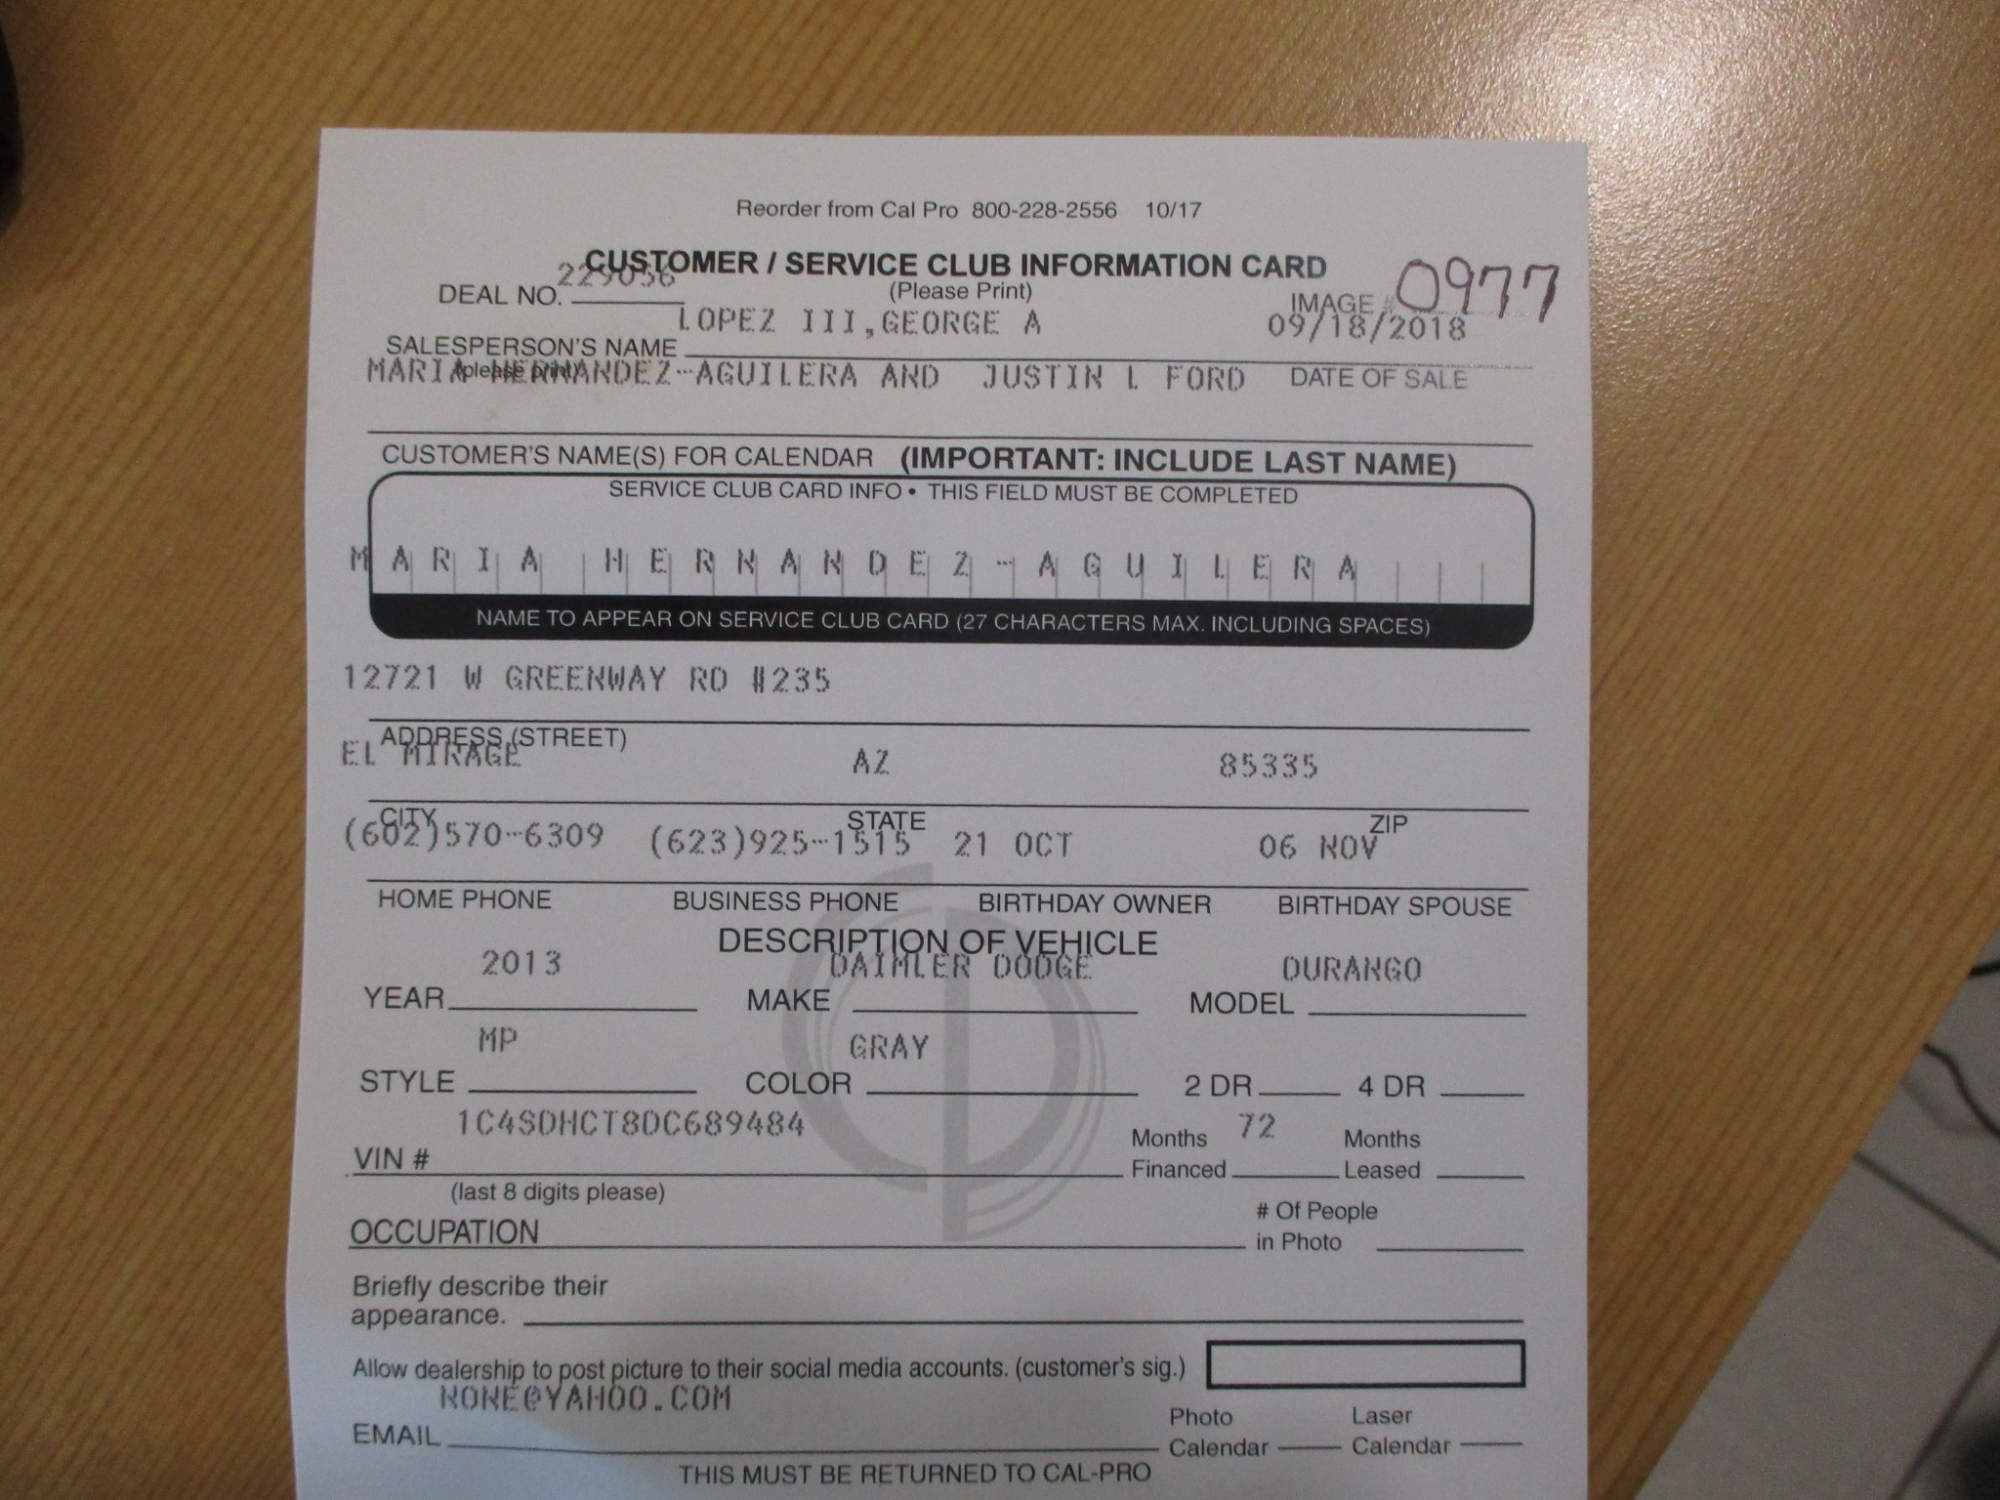 Reorder from Cal Pro 800-228-2556 10/17
CUSTOMER / SERVICE CLUB INFORMATION CARD
DEAL NO. 229056 (Please Print) IMAGE # 0977
LOPEZ III,GEORGE A 09/18/2018
SALESPERSON'S NAME
(please print)
MARIA HERNANDEZ-AGUILERA AND JUSTIN L FORD DATE OF SALE
CUSTOMER'S NAME(S) FOR CALENDAR (IMPORTANT: INCLUDE LAST NAME)
SERVICE CLUB CARD INFO • THIS FIELD MUST BE COMPLETED
MARIA HERNANDEZ-AGUILERA
NAME TO APPEAR ON SERVICE CLUB CARD (27 CHARACTERS MAX. INCLUDING SPACES)
12721 W GREENWAY RD #235
ADDRESS (STREET)
EL MIRAGE AZ 85335
CITY STATE ZIP
(602)570-6309 (623)925-1515 21 OCT 06 NOV
HOME PHONE BUSINESS PHONE BIRTHDAY OWNER BIRTHDAY SPOUSE
DESCRIPTION OF VEHICLE
2013 DAIMLER DODGE DURANGO
YEAR MAKE MODEL
MP GRAY
STYLE COLOR 2 DR 4 DR
1C4SDHCT8DC689484 72
Months Months
VIN # Financed Leased
(last 8 digits please)
# Of People
OCCUPATION in Photo
Briefly describe their
appearance.
Allow dealership to post picture to their social media accounts. (customer's sig.)
NONE@YAHOO.COM
Photo Laser
EMAIL Calendar Calendar
THIS MUST BE RETURNED TO CAL-PRO